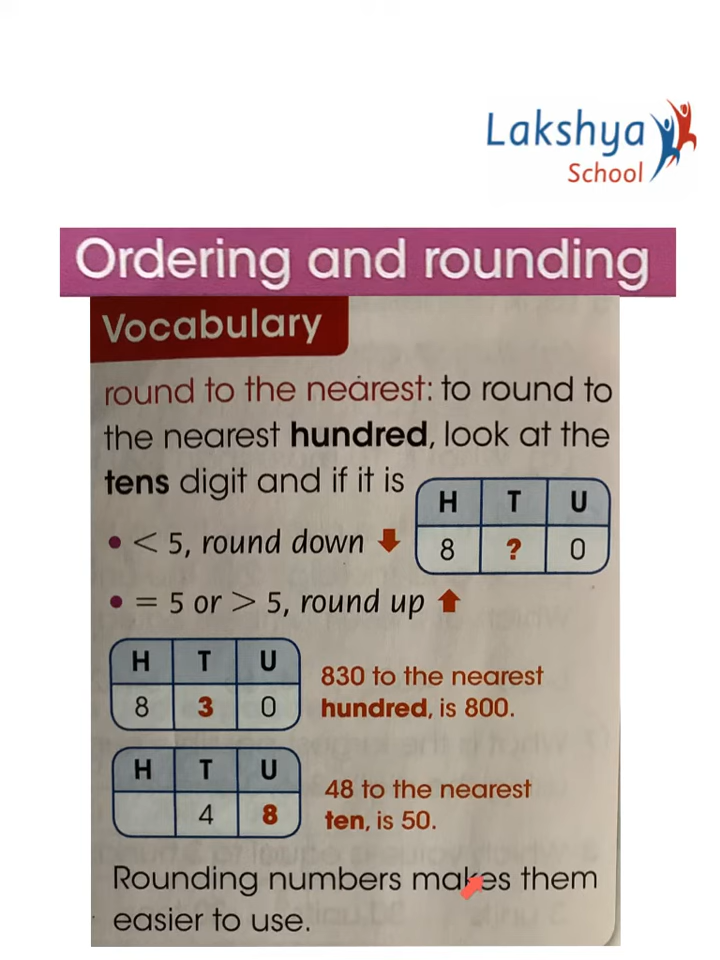 Lakshya
School
Ordering and rounding
Vocabulary
round to the nearest: to round to
the nearest hundred, look at the
tens digit and if it is
H T U
8 ? 0
• < 5, round down ⬇
• = 5 or > 5, round up ⬆
H T U
8 3 0
830 to the nearest
hundred, is 800.
H T U
4 8
48 to the nearest
ten, is 50.
Rounding numbers makes them
easier to use.